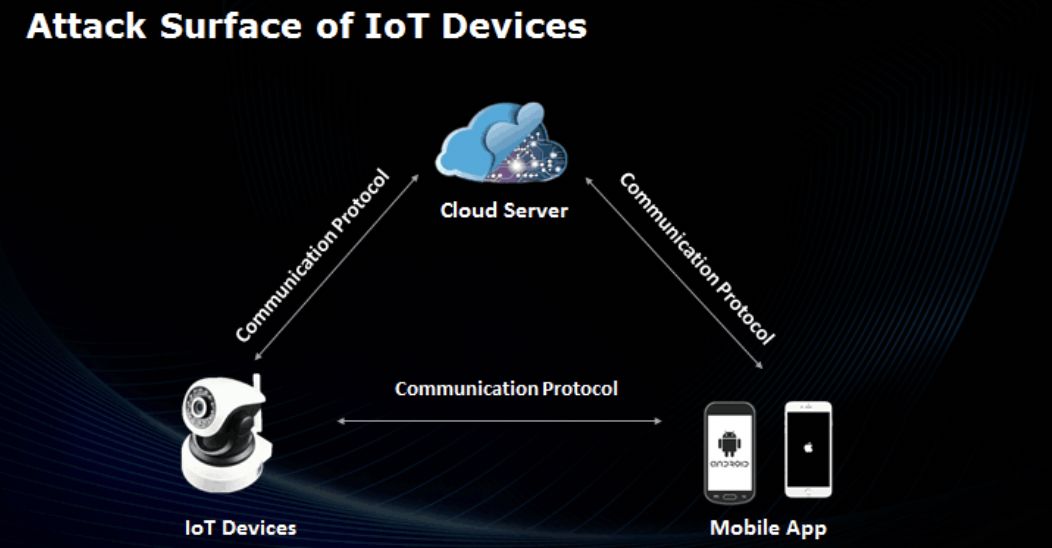 Attack Surface of IoT Devices
Cloud Server
Communication Protocol
Communication Protocol
Communication Protocol
IoT Devices
ANDROID
Mobile App